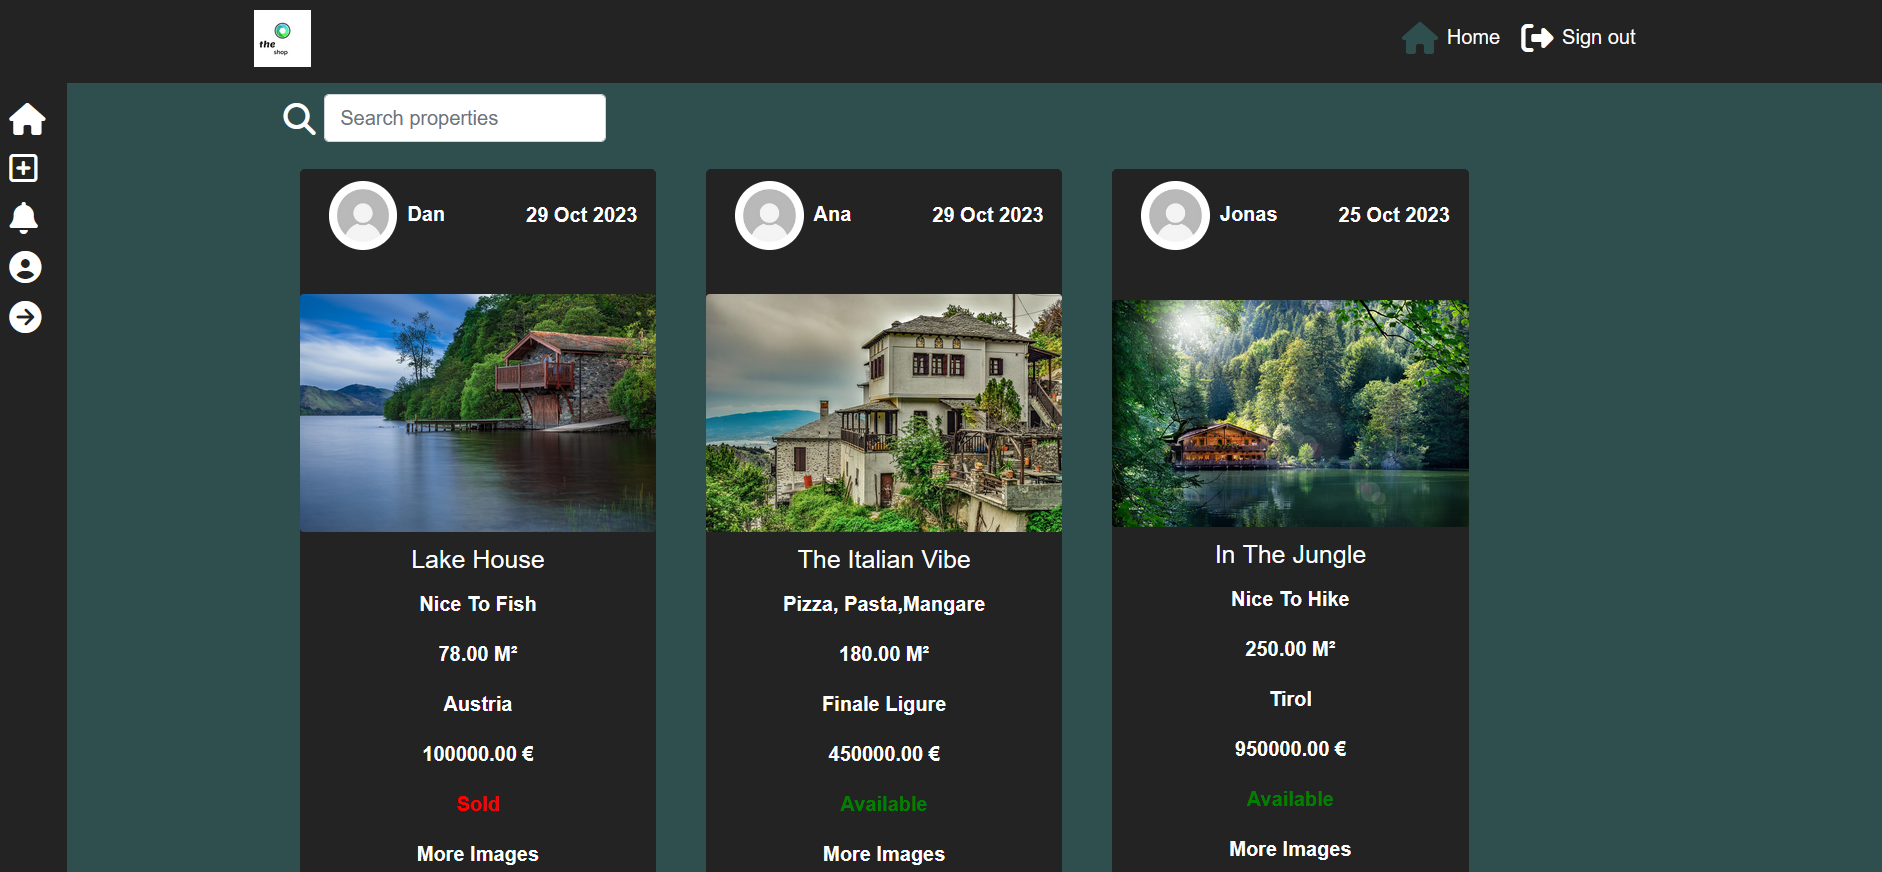 the
shop
Home
Sign out
Search properties
Dan
29 Oct 2023
Lake House
Nice To Fish
78.00 M²
Austria
100000.00 €
Sold
More Images
Ana
29 Oct 2023
The Italian Vibe
Pizza, Pasta,Mangare
180.00 M²
Finale Ligure
450000.00 €
Available
More Images
Jonas
25 Oct 2023
In The Jungle
Nice To Hike
250.00 M²
Tirol
950000.00 €
Available
More Images